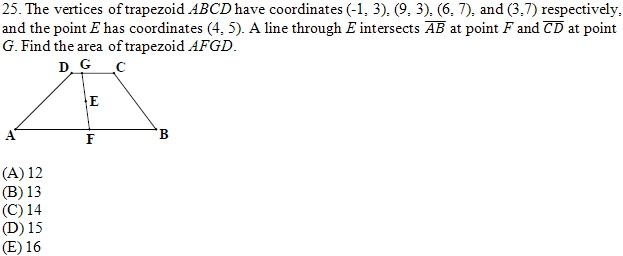 25. The vertices of trapezoid ABCD have coordinates (-1, 3), (9, 3), (6, 7), and (3,7) respectively,
and the point E has coordinates (4, 5). A line through E intersects AB at point F and CD at point
G. Find the area of trapezoid AFGD.
D G C
E
A F B
(A) 12
(B) 13
(C) 14
(D) 15
(E) 16